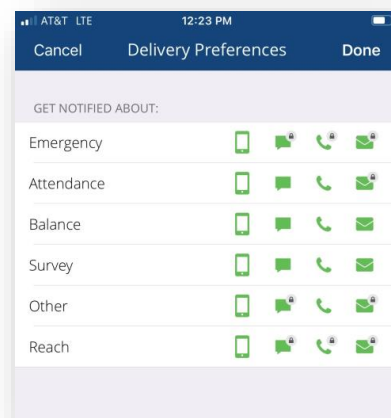 AT&T LTE 12:23 PM
Cancel Delivery Preferences Done
GET NOTIFIED ABOUT:
Emergency
Attendance
Balance
Survey
Other
Reach